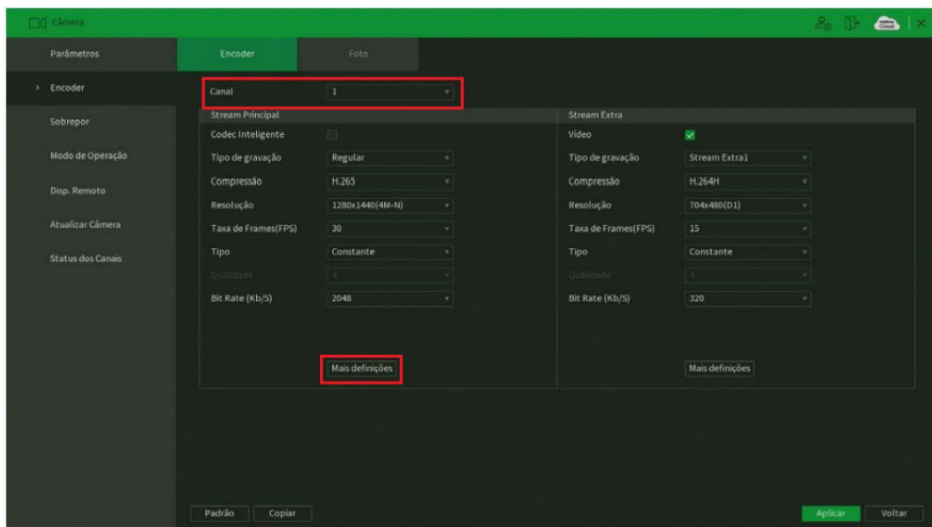 Câmera
Parâmetros
Encoder
Foto
> Encoder
Canal 1
Sobrepor
Modo de Operação
Disp. Remoto
Atualizar Câmera
Status dos Canais
Stream Principal
Codec Inteligente
Tipo de gravação Regular
Compressão H.265
Resolução 1280x1440(4M-N)
Taxa de Frames(FPS) 30
Tipo Constante
Qualidade 4
Bit Rate (Kb/S) 2048
Mais definições
Stream Extra
Vídeo
Tipo de gravação Stream Extra1
Compressão H.264H
Resolução 704x480(D1)
Taxa de Frames(FPS) 15
Tipo Constante
Qualidade 4
Bit Rate (Kb/S) 320
Mais definições
Padrão
Copiar
Aplicar
Voltar